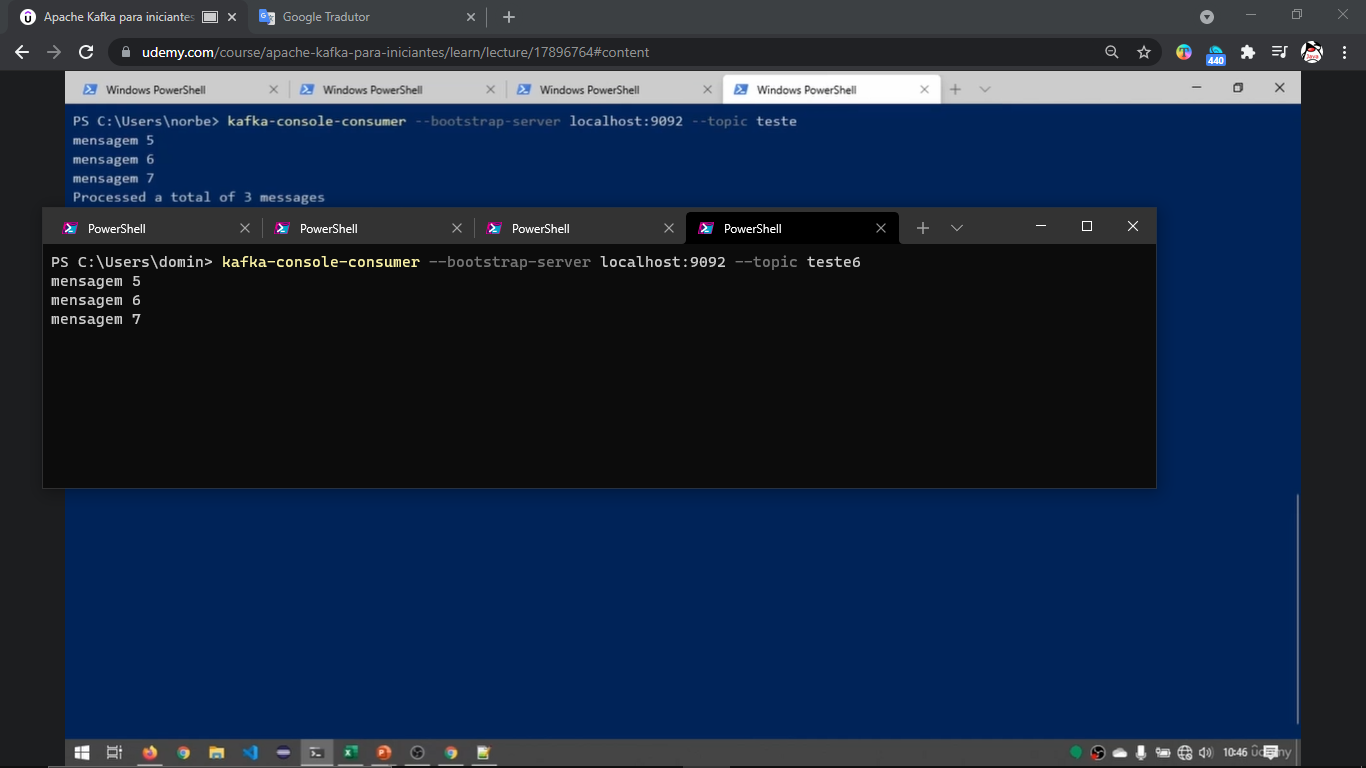 Apache Kafka para iniciantes
Google Tradutor
udemy.com/course/apache-kafka-para-iniciantes/learn/lecture/17896764#content
440
Windows PowerShell
Windows PowerShell
Windows PowerShell
Windows PowerShell
PS C:\Users\norbe> kafka-console-consumer --bootstrap-server localhost:9092 --topic teste
mensagem 5
mensagem 6
mensagem 7
Processed a total of 3 messages
PowerShell
PowerShell
PowerShell
PowerShell
PS C:\Users\domin> kafka-console-consumer --bootstrap-server localhost:9092 --topic teste6
mensagem 5
mensagem 6
mensagem 7
10:46